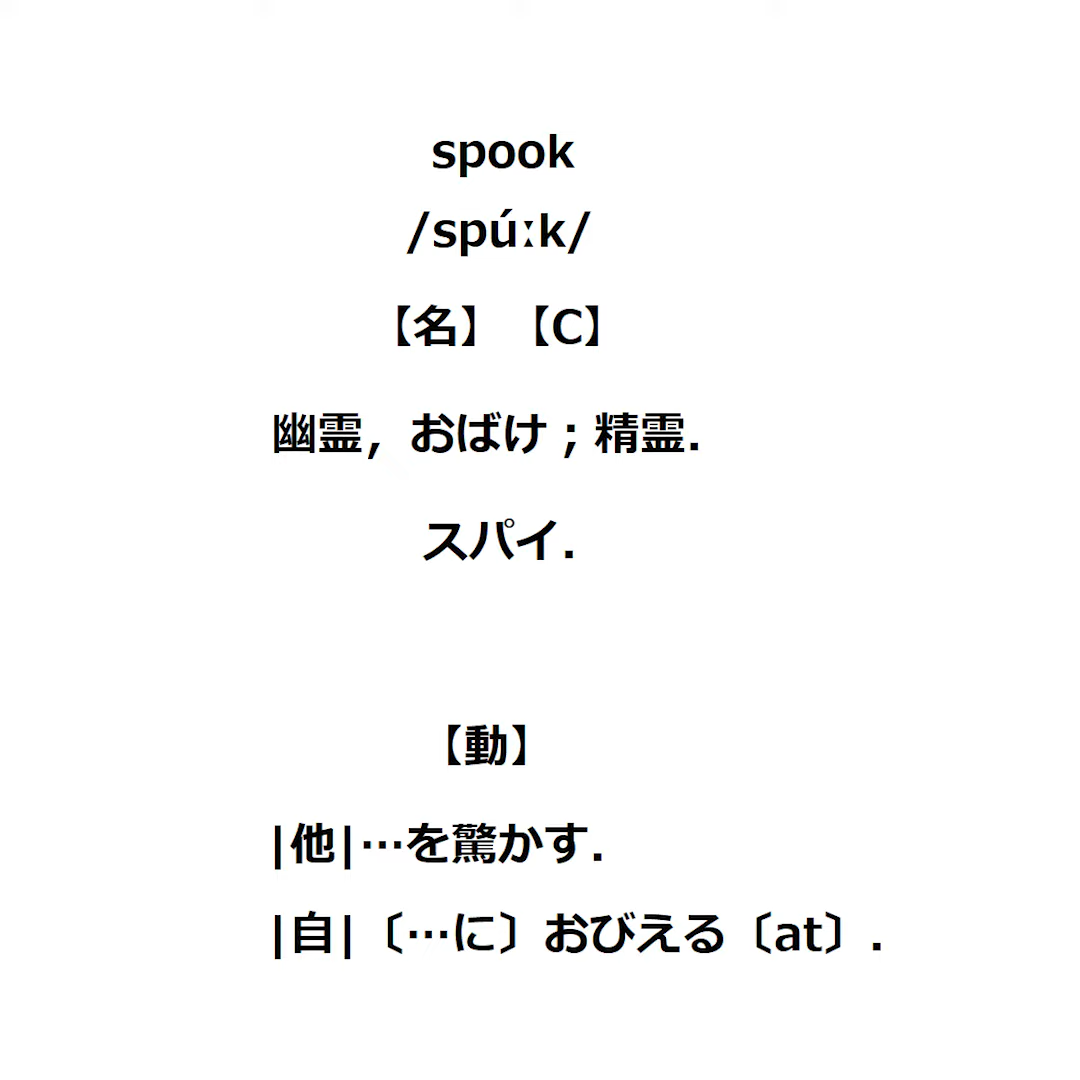 spook
/spúːk/
【名】【C】
幽霊，おばけ；精霊．
スパイ．
【動】
|他|…を驚かす．
|自|〔…に〕おびえる〔at〕．